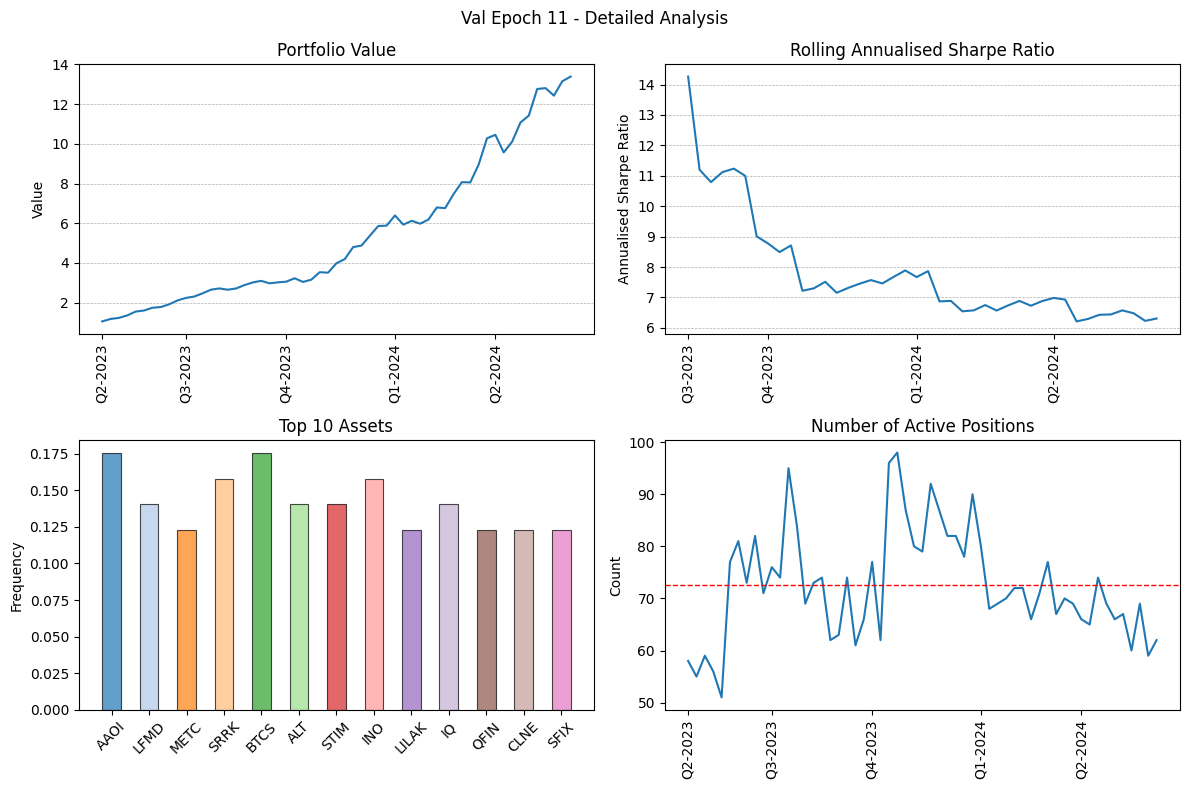 Val Epoch 11 - Detailed Analysis
Portfolio Value
Value
14
12
10
8
6
4
2
Q2-2023
Q3-2023
Q4-2023
Q1-2024
Q2-2024
Rolling Annualised Sharpe Ratio
Annualised Sharpe Ratio
14
13
12
11
10
9
8
7
6
Q3-2023
Q4-2023
Q1-2024
Q2-2024
Top 10 Assets
Frequency
0.175
0.150
0.125
0.100
0.075
0.050
0.025
0.000
AAOI
LFMD
METC
SRRK
BTCS
ALT
STIM
INO
LILAK
IQ
QFIN
CLNE
SFIX
Number of Active Positions
Count
100
90
80
70
60
50
Q2-2023
Q3-2023
Q4-2023
Q1-2024
Q2-2024